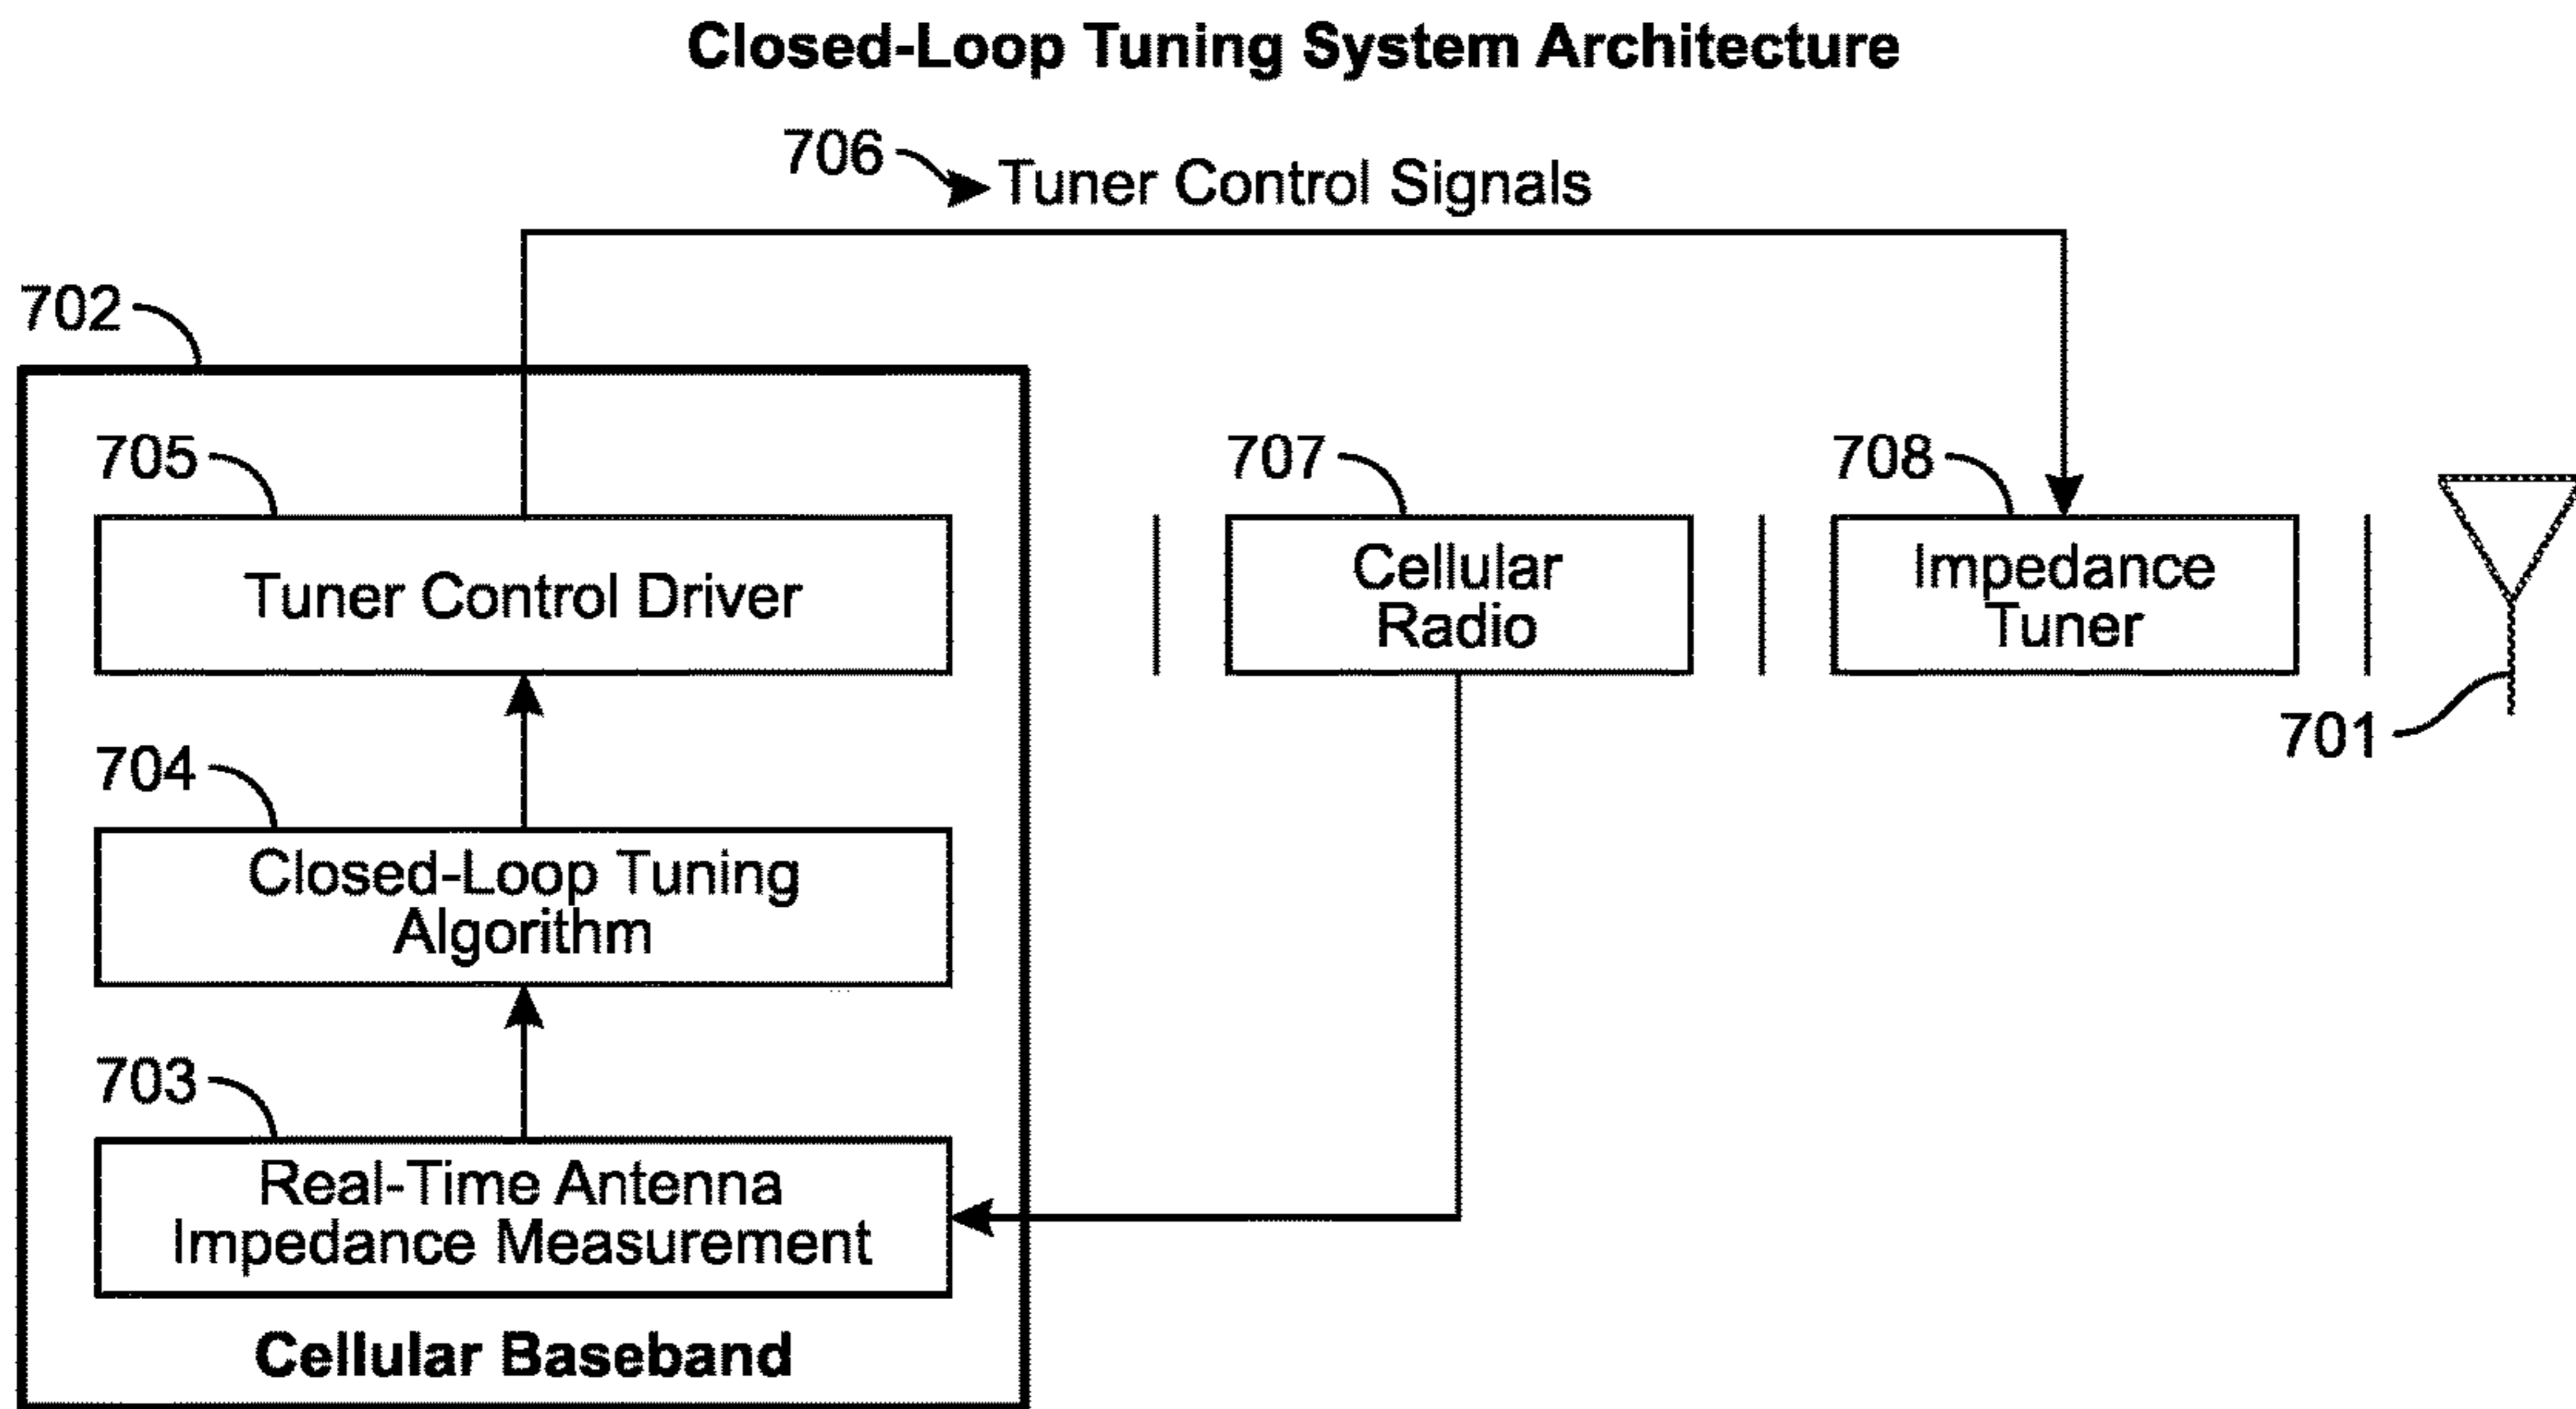 Closed-Loop Tuning System Architecture
706
Tuner Control Signals
702
705
Tuner Control Driver
707
Cellular
Radio
708
Impedance
Tuner
701
704
Closed-Loop Tuning
Algorithm
703
Real-Time Antenna
Impedance Measurement
Cellular Baseband